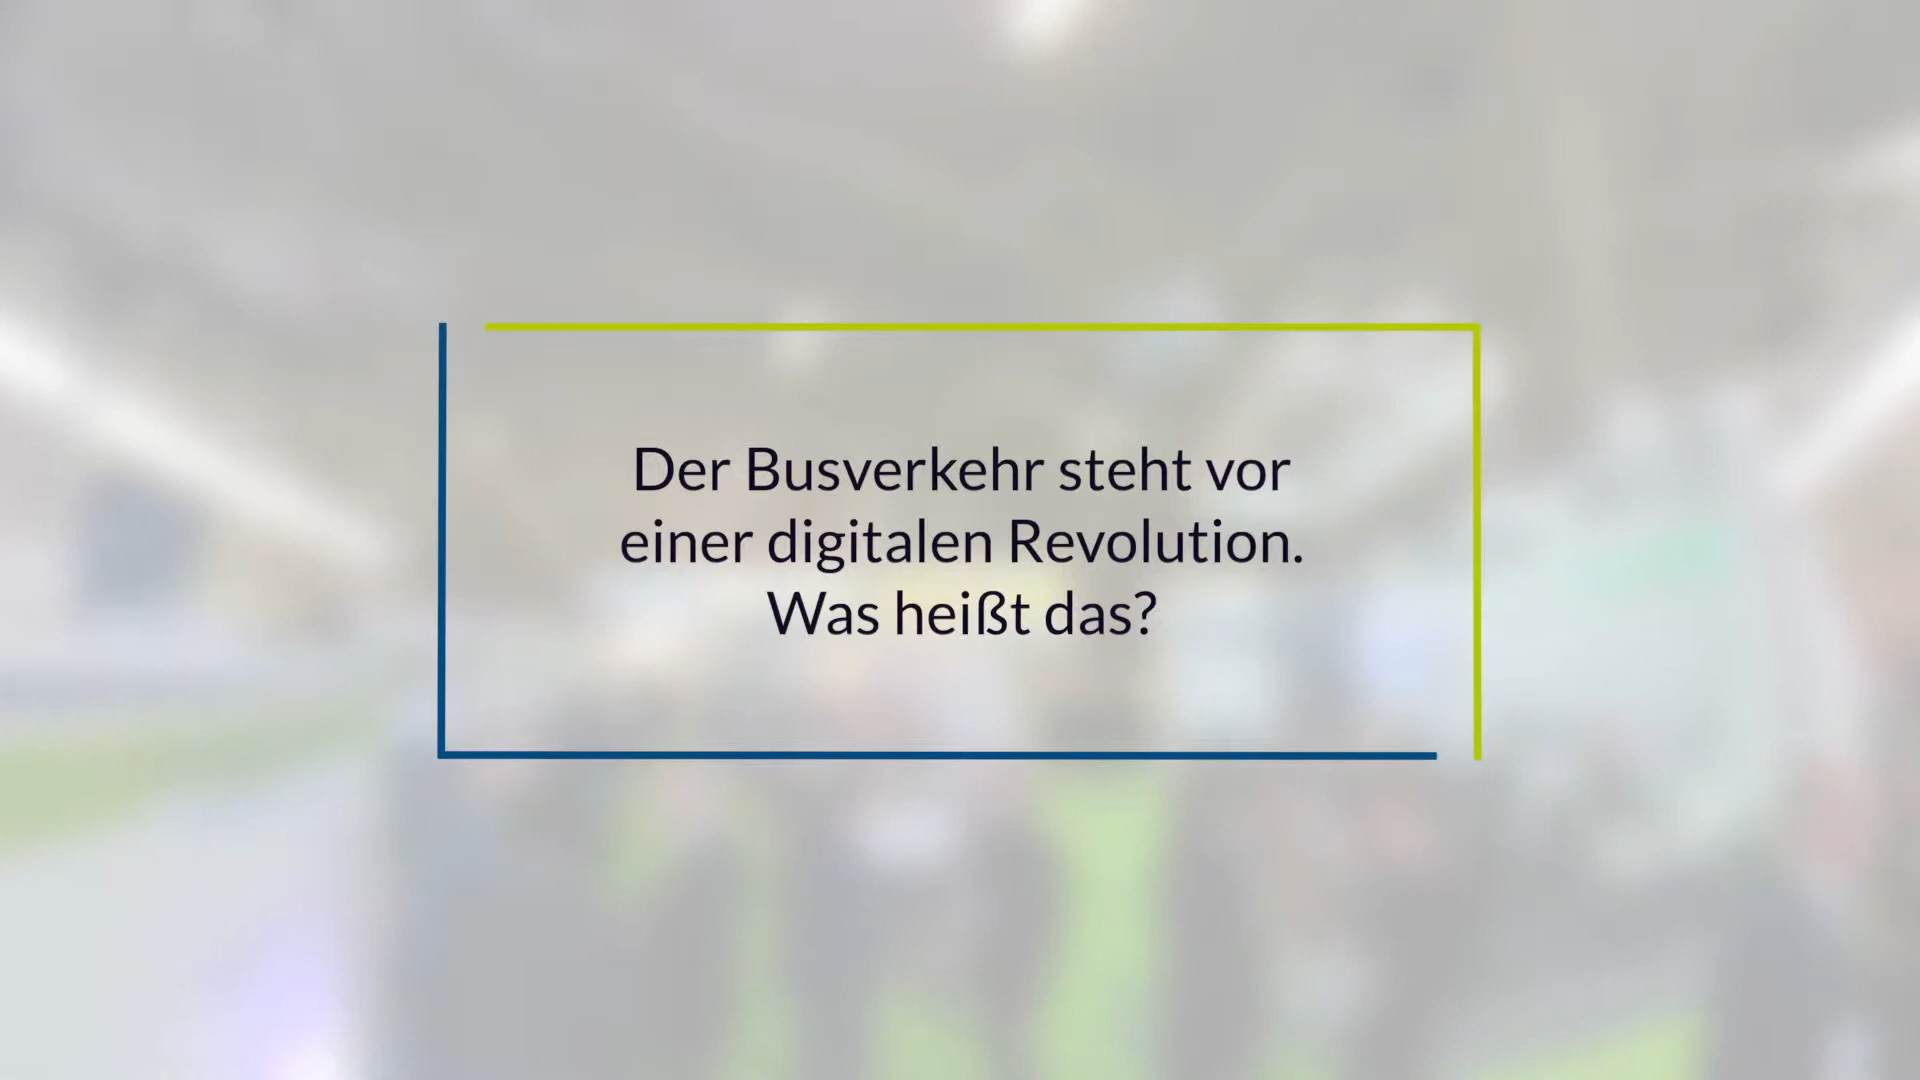 Der Busverkehr steht vor
einer digitalen Revolution.
Was heißt das?